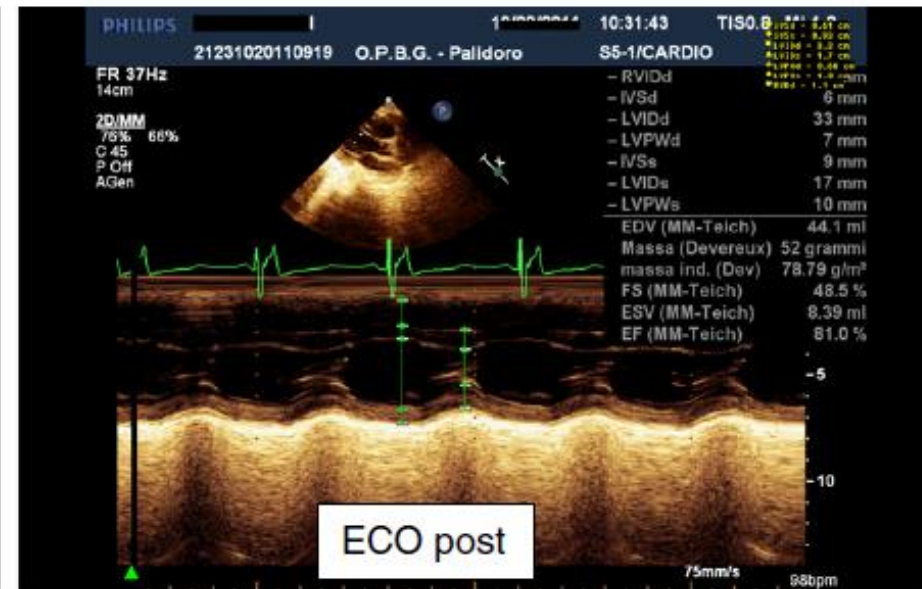 PHILIPS 10:31:43 TIS0.8
21231020110919 O.P.B.G. - Palidoro S5-1/CARDIO
FR 37Hz
14cm
2D/MM
76% 66%
C 45
P Off
AGen
P
– RVIDd
– IVSd 6 mm
– LVIDd 33 mm
– LVPWd 7 mm
– IVSs 9 mm
– LVIDs 17 mm
– LVPWs 10 mm
EDV (MM-Teich) 44.1 ml
Massa (Devereux) 52 grammi
massa ind. (Dev) 78.79 g/m²
FS (MM-Teich) 48.5 %
ESV (MM-Teich) 8.39 ml
EF (MM-Teich) 81.0 %
-5
-10
ECO post
75mm/s
98bpm